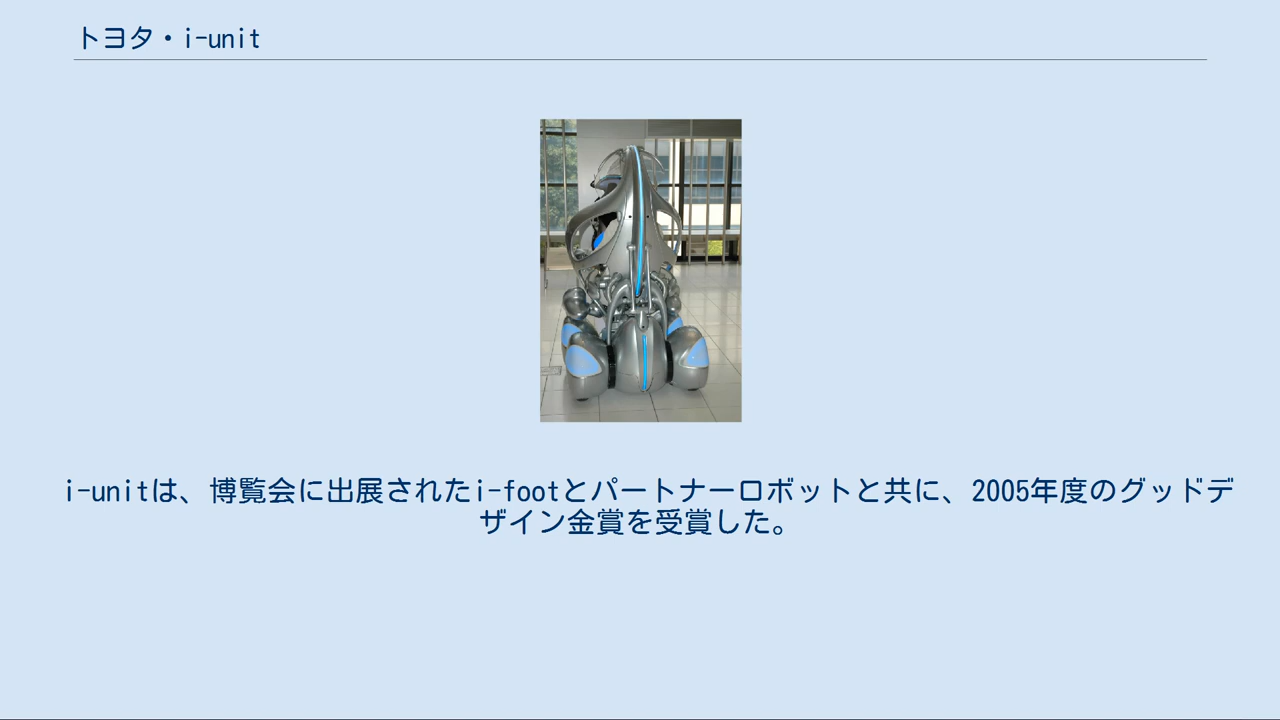 トヨタ・i-unit
i-unitは、博覧会に出展されたi-footとパートナーロボットと共に、2005年度のグッドデ
ザイン金賞を受賞した。